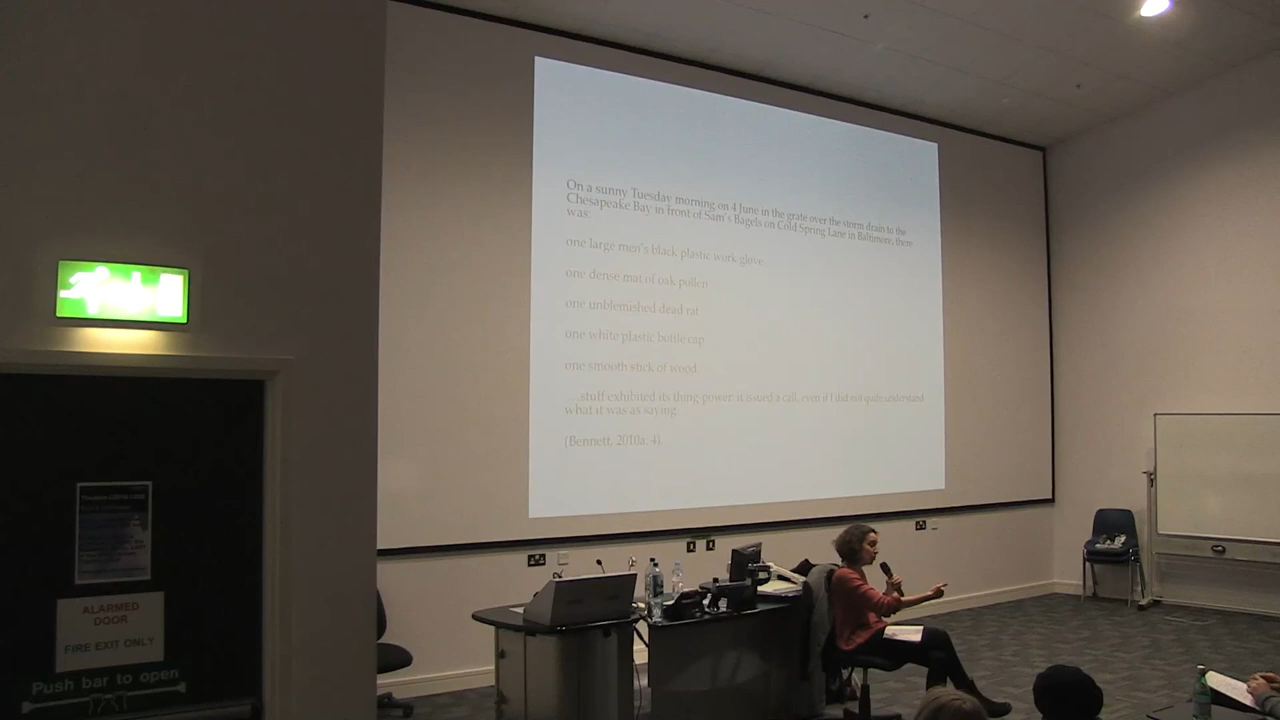 On a sunny Tuesday morning on 4 June in the grate over the storm drain to the
Chesapeake Bay in front of Sam's Bagels on Cold Spring Lane in Baltimore, there
was:
one large men's black plastic work glove
one dense mat of oak pollen
one unblemished dead rat
one white plastic bottle cap
one smooth stick of wood.
…stuff exhibited its thing-power: it issued a call, even if I did not quite understand
what it was as saying.
(Bennett, 2010a, 4)
ALARMED
DOOR
FIRE EXIT ONLY
Push bar to open